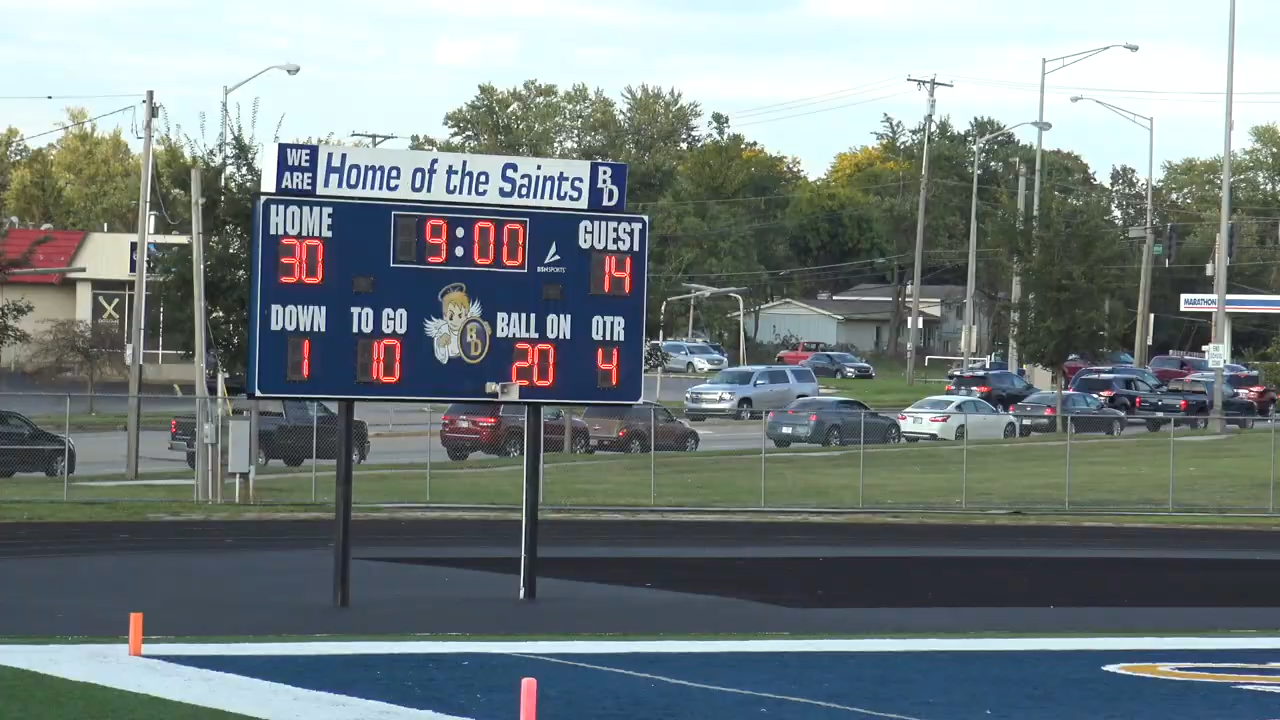 WE ARE
Home of the Saints
BD
HOME
30
9:00
GUEST
14
DOWN
1
TO GO
10
BD
BALL ON
20
QTR
4
MARATHON
X